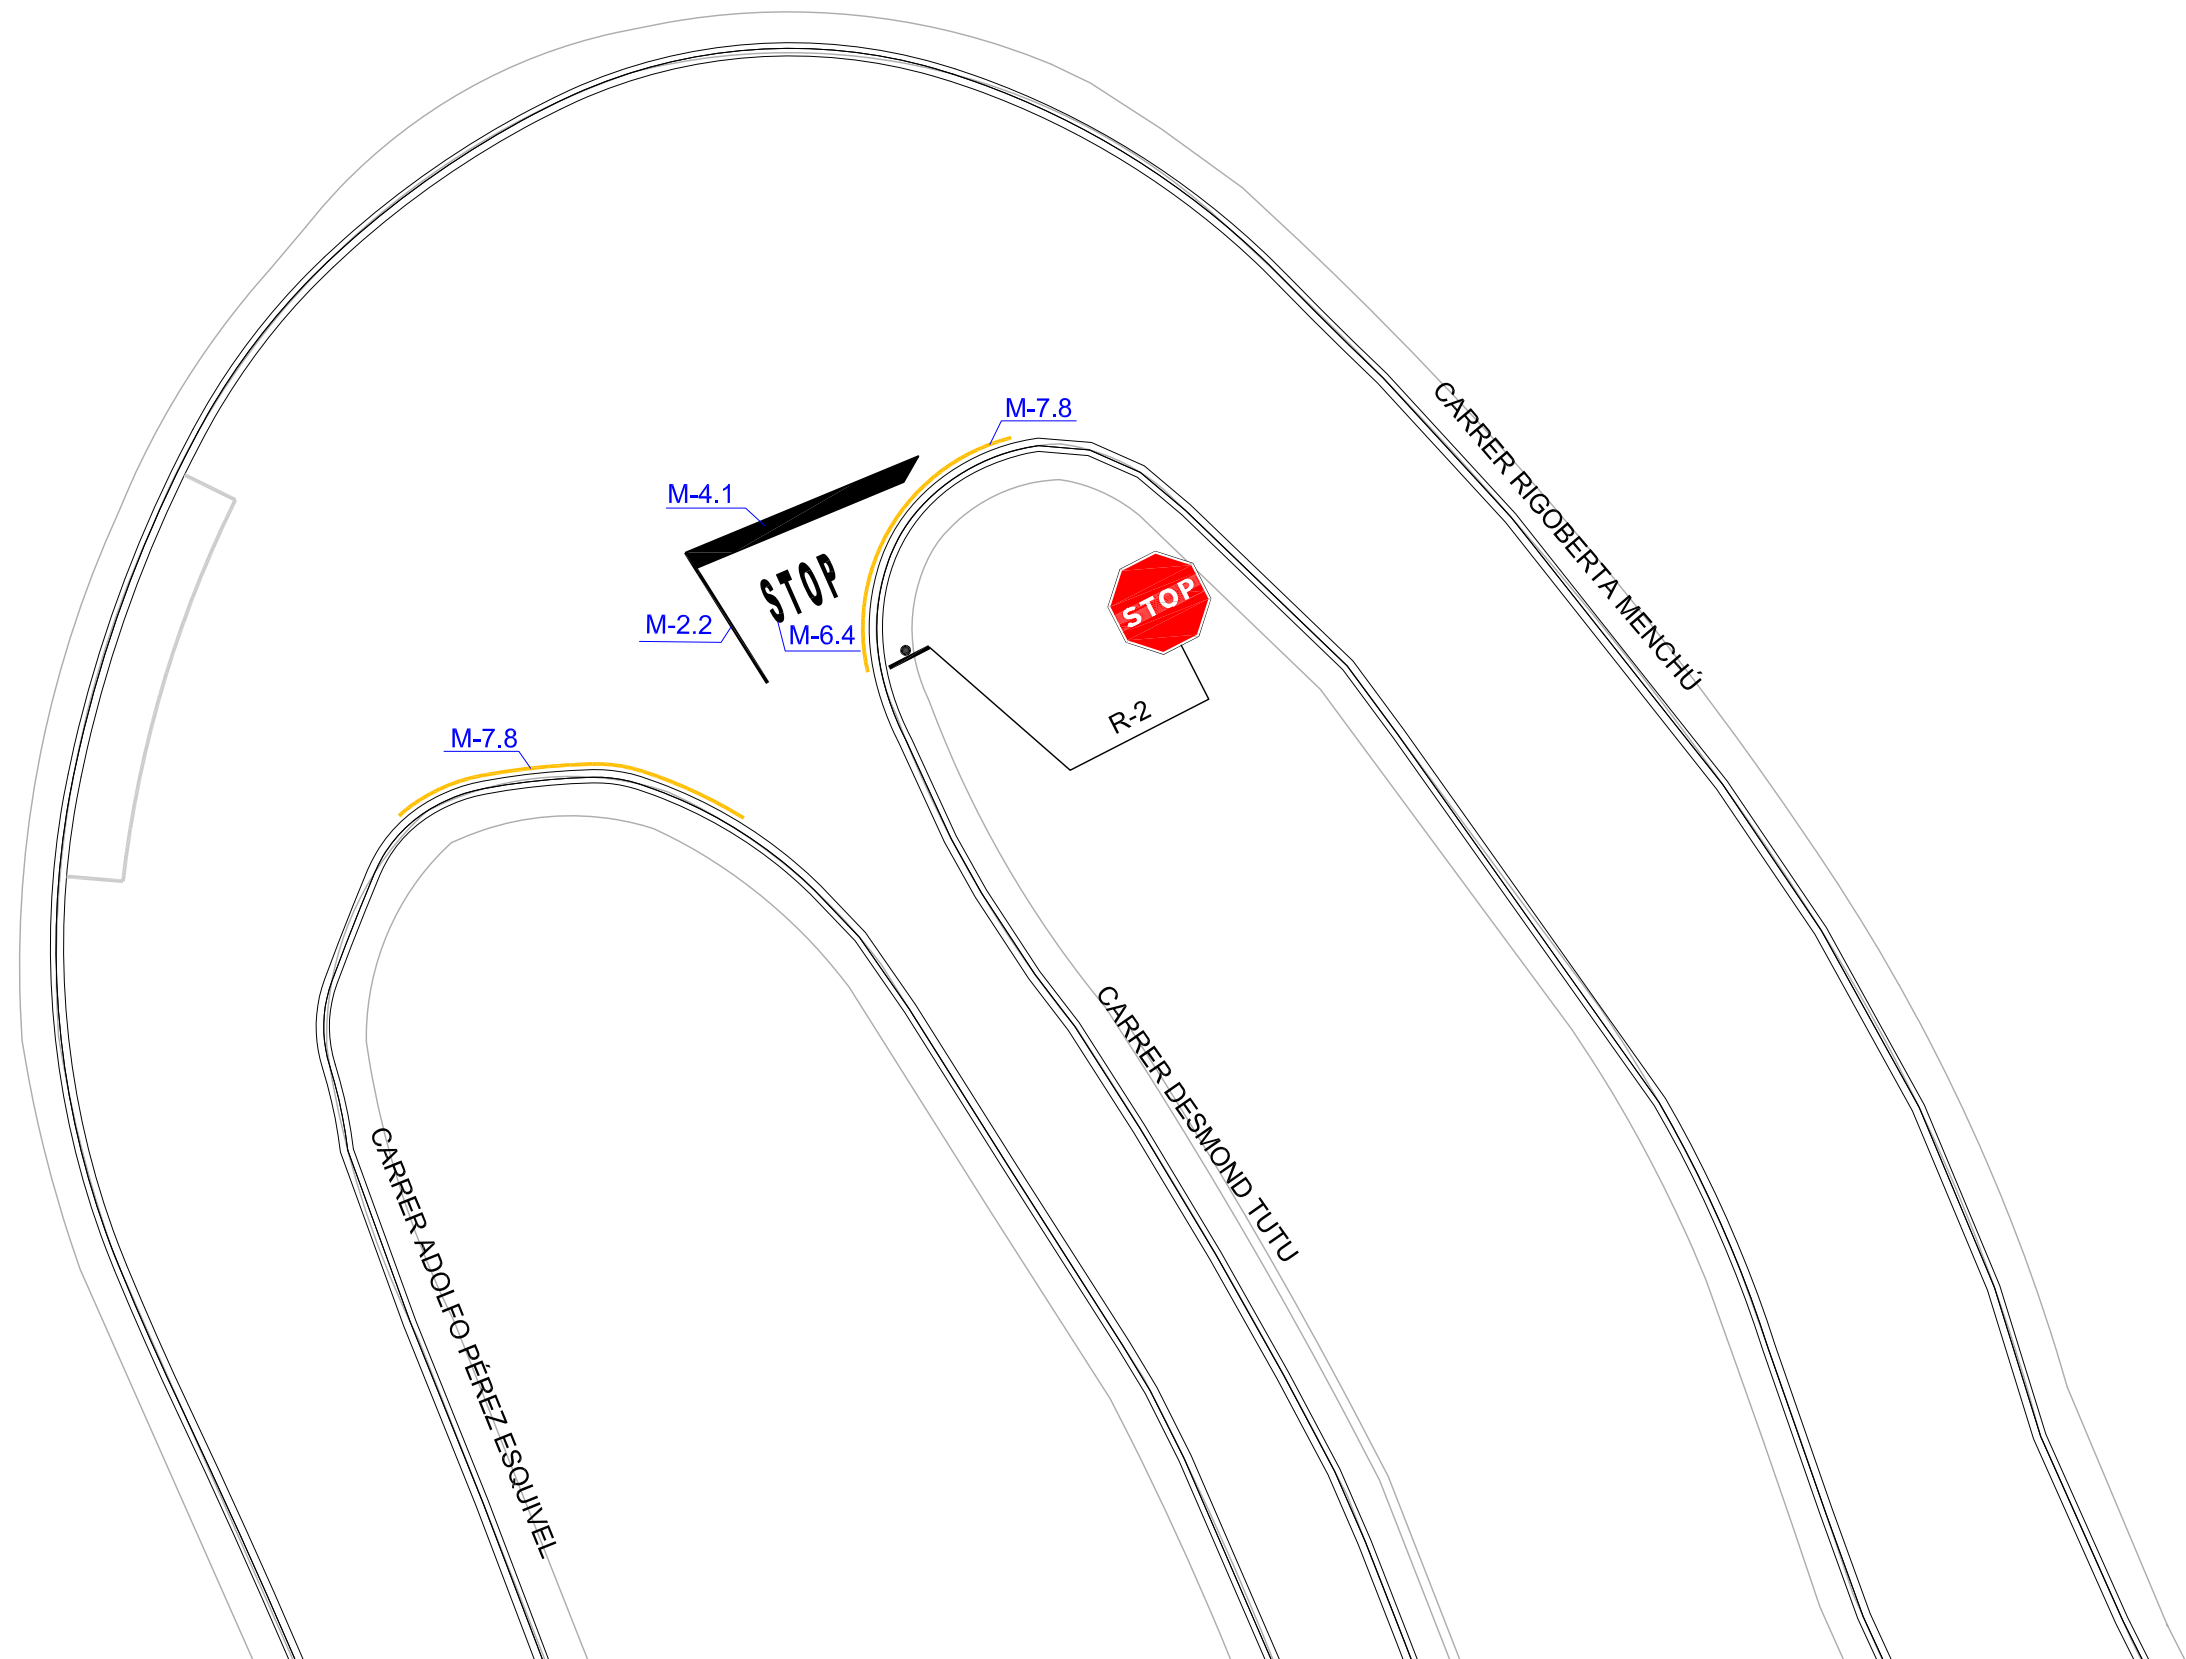 M-7.8
CARRER RIGOBERTA MENCHÚ
M-4.1
STOP
STOP
M-2.2
M-6.4
R-2
M-7.8
CARRER DESMOND TUTU
CARRER ADOLFO PÉREZ ESQUIVEL